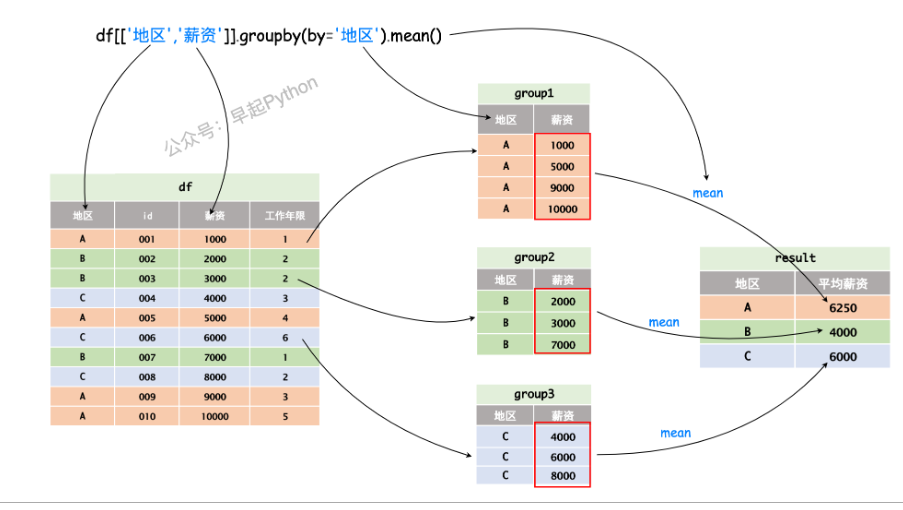 df[['地区','薪资']].groupby(by='地区').mean()
公众号：早起Python
df
地区 id 薪资 工作年限
A 001 1000 1
B 002 2000 2
B 003 3000 2
C 004 4000 3
A 005 5000 4
C 006 6000 6
B 007 7000 1
C 008 8000 2
A 009 9000 3
A 010 10000 5
group1
地区 薪资
A 1000
A 5000
A 9000
A 10000
group2
地区 薪资
B 2000
B 3000
B 7000
group3
地区 薪资
C 4000
C 6000
C 8000
mean
mean
mean
result
地区 平均薪资
A 6250
B 4000
C 6000